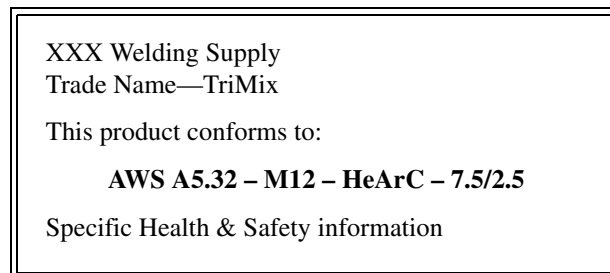 XXX Welding Supply
Trade Name—TriMix
This product conforms to:
AWS A5.32 – M12 – HeArC – 7.5/2.5
Specific Health & Safety information